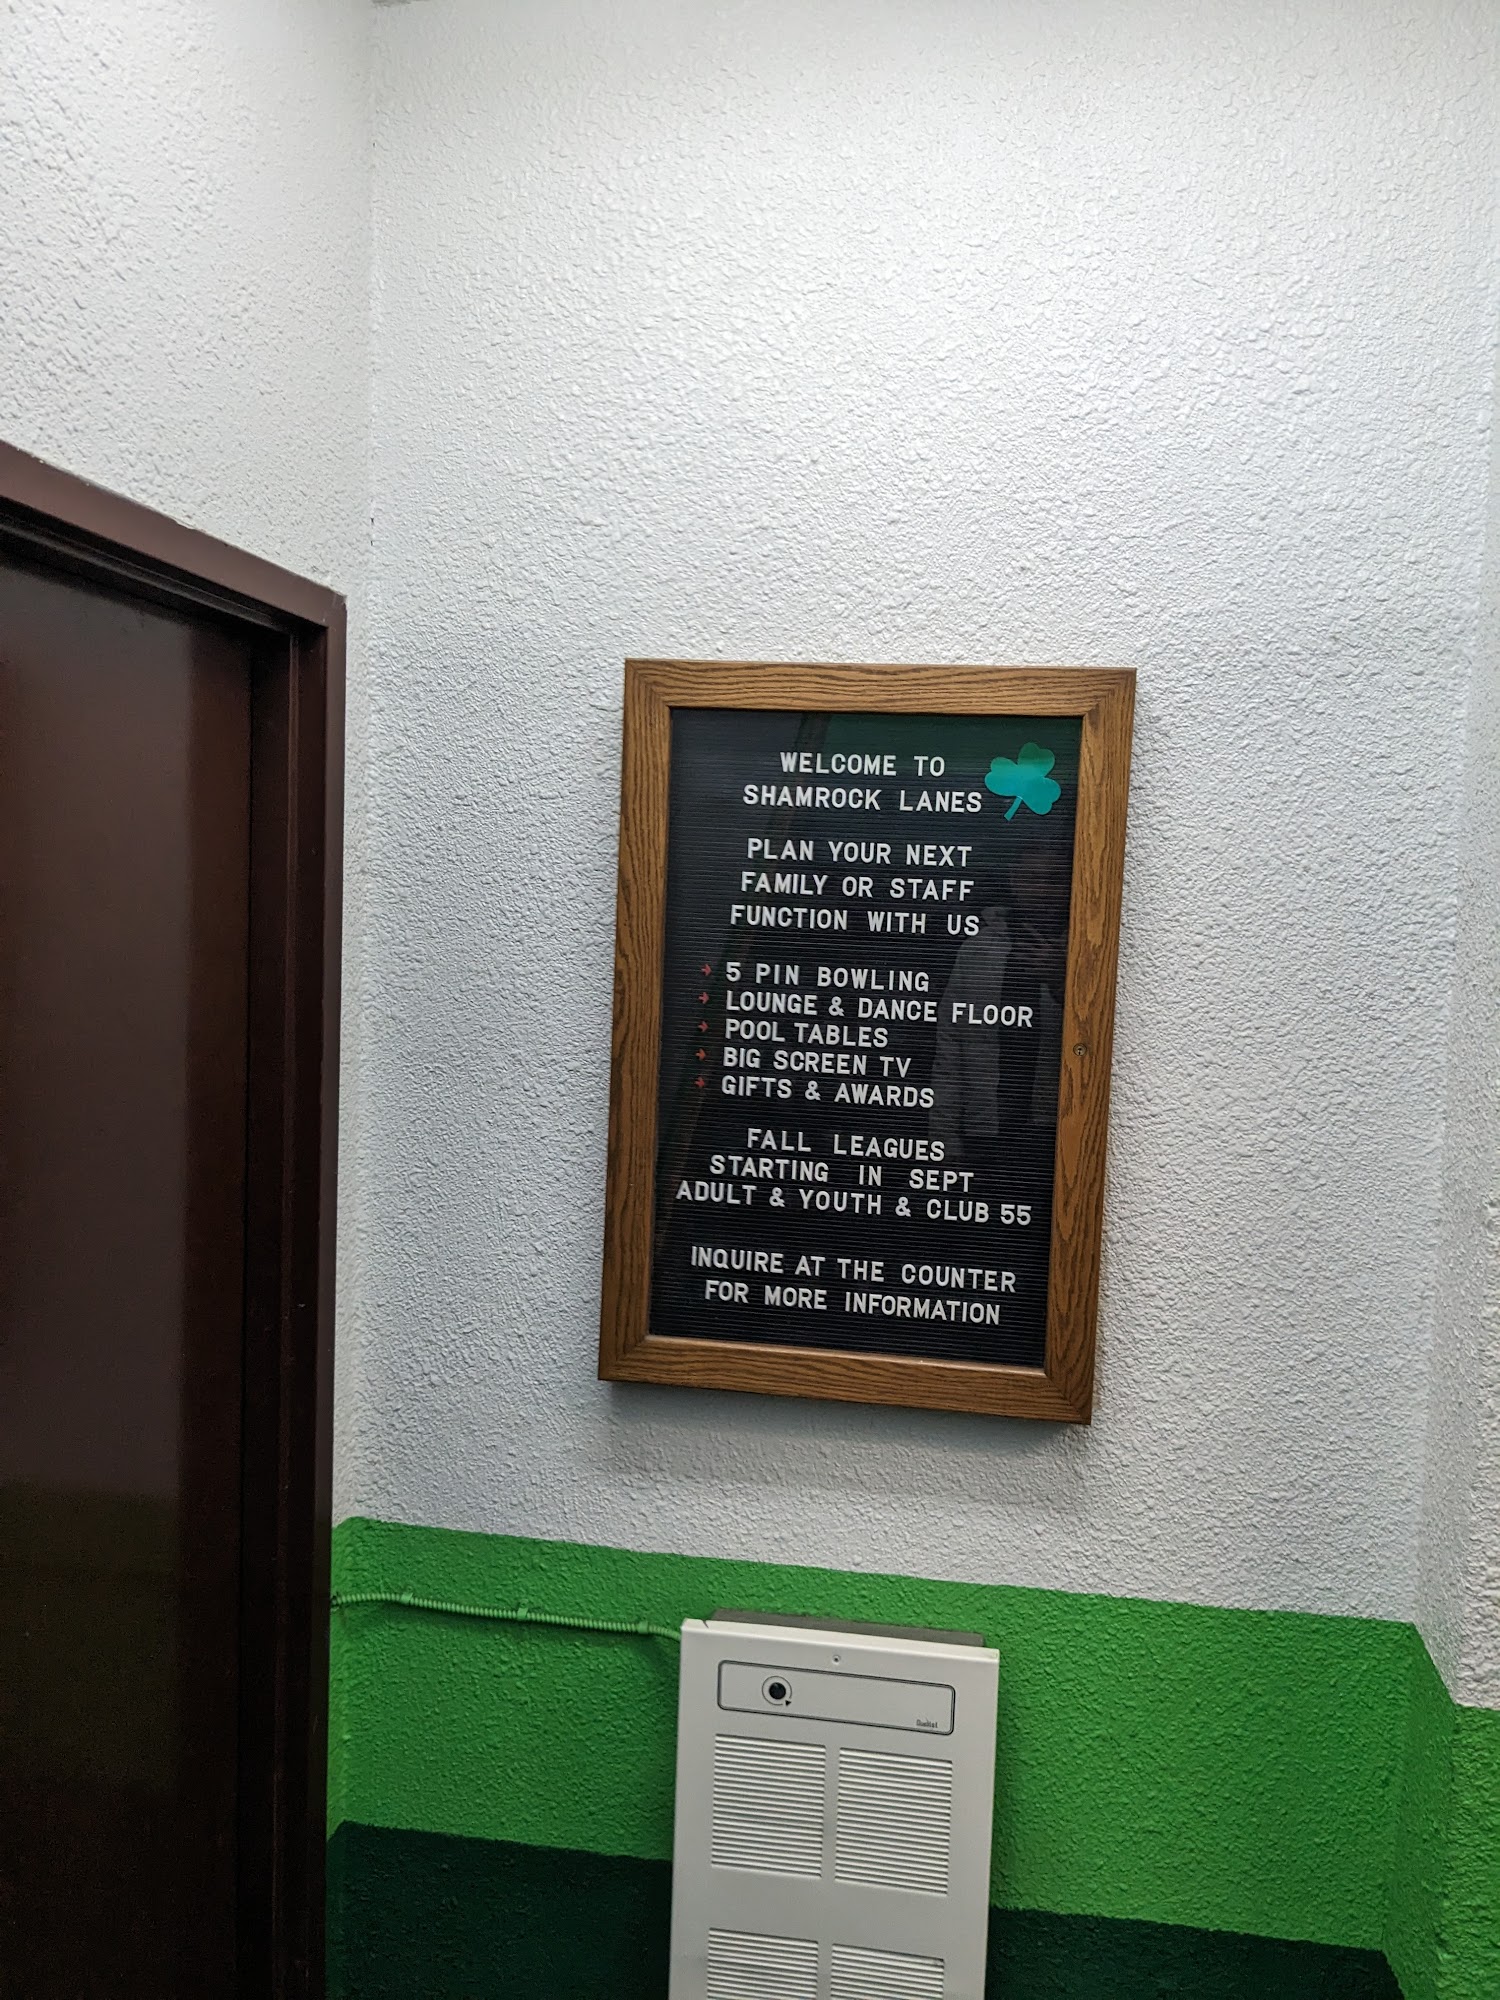 WELCOME TO
SHAMROCK LANES
PLAN YOUR NEXT
FAMILY OR STAFF
FUNCTION WITH US
5 PIN BOWLING
LOUNGE & DANCE FLOOR
POOL TABLES
BIG SCREEN TV
GIFTS & AWARDS
FALL LEAGUES
STARTING IN SEPT
ADULT & YOUTH & CLUB 55
INQUIRE AT THE COUNTER
FOR MORE INFORMATION